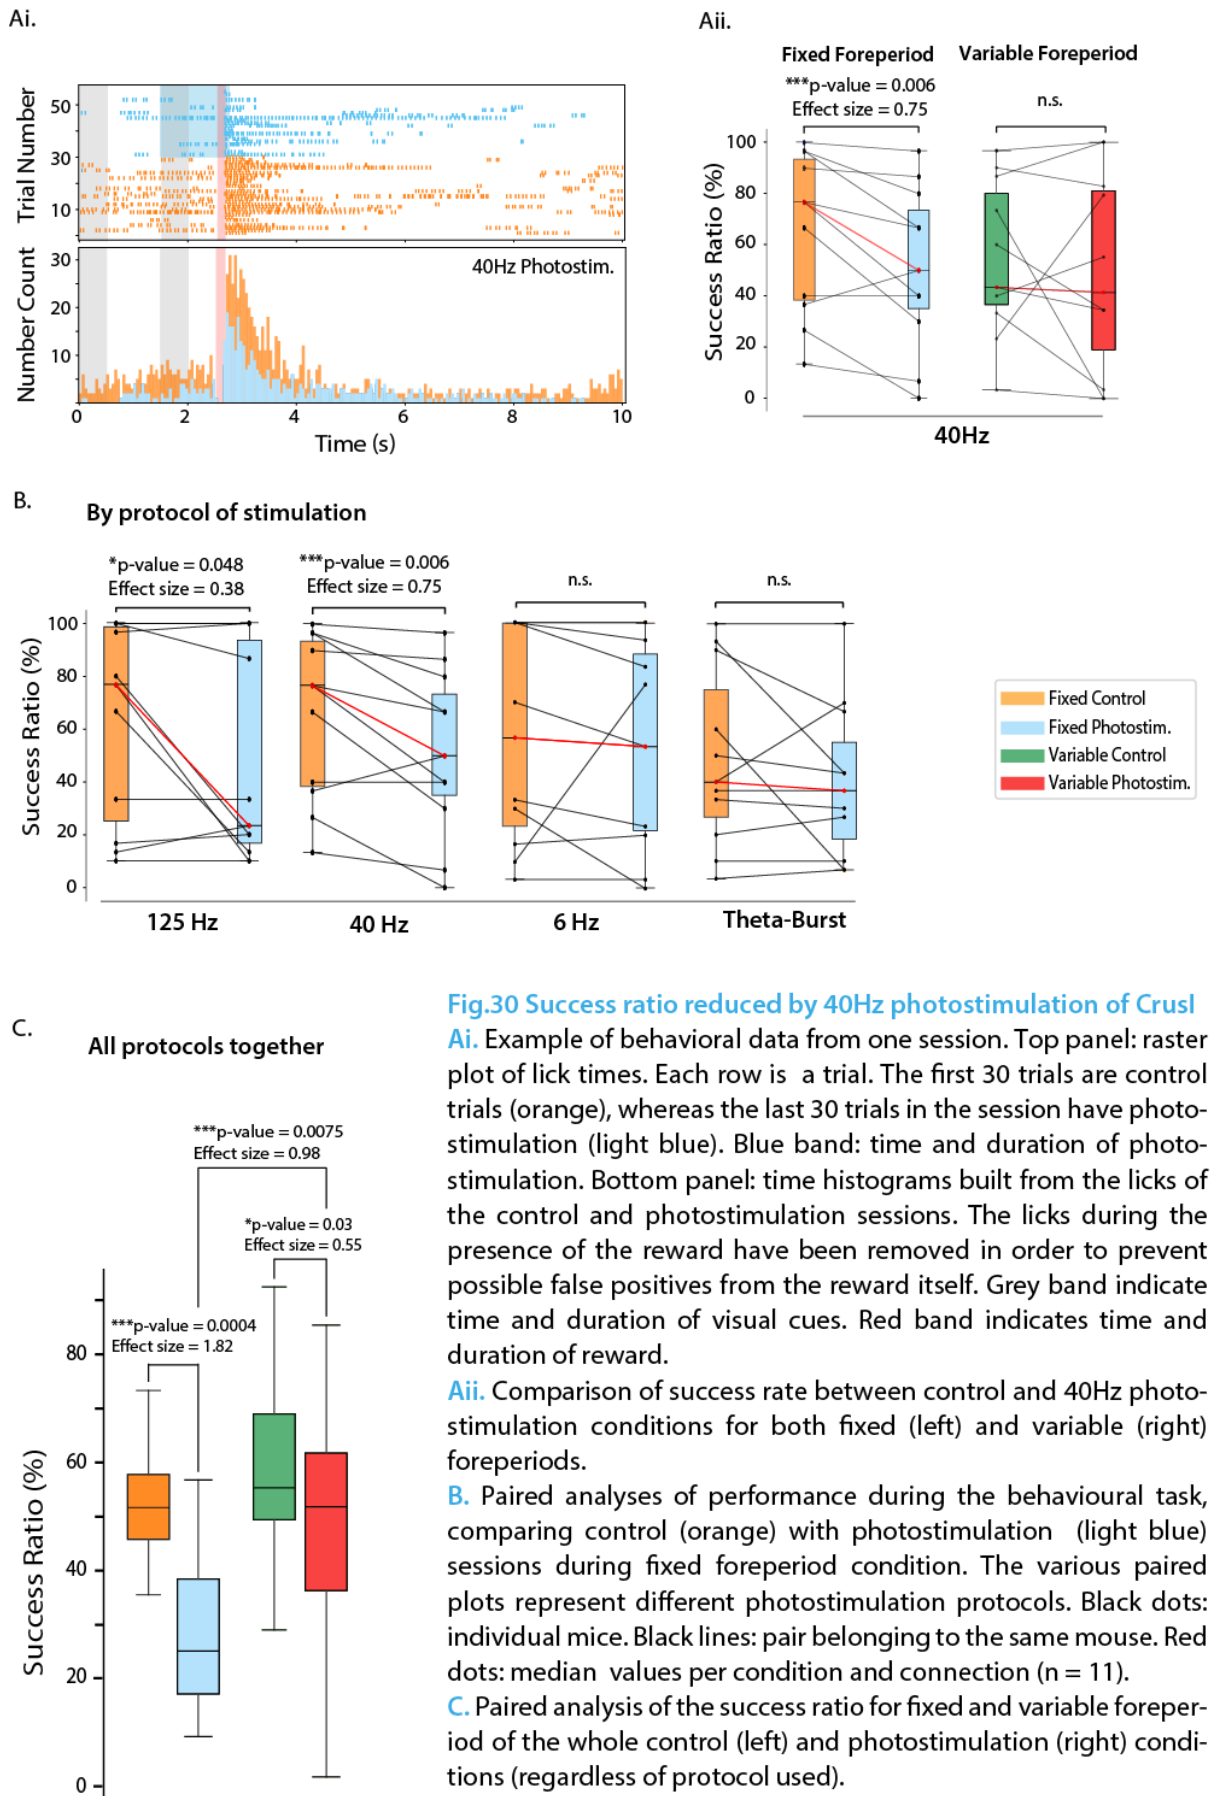 Ai.
Trial Number
50
30
10
Number Count
30
20
10
40Hz Photostim.
0
2
4
6
8
10
Time (s)
Aii.
Fixed Foreperiod
Variable Foreperiod
***p-value = 0.006
Effect size = 0.75
n.s.
Success Ratio (%)
100
80
60
40
20
0
40Hz
B.
By protocol of stimulation
*p-value = 0.048
Effect size = 0.38
***p-value = 0.006
Effect size = 0.75
n.s.
n.s.
Success Ratio (%)
100
80
60
40
20
0
125 Hz
40 Hz
6 Hz
Theta-Burst
Fixed Control
Fixed Photostim.
Variable Control
Variable Photostim.
C.
All protocols together
***p-value = 0.0075
Effect size = 0.98
*p-value = 0.03
Effect size = 0.55
***p-value = 0.0004
Effect size = 1.82
Success Ratio (%)
80
60
40
20
0
Fig.30 Success ratio reduced by 40Hz photostimulation of CrusI
Ai. Example of behavioral data from one session. Top panel: raster
plot of lick times. Each row is a trial. The first 30 trials are control
trials (orange), whereas the last 30 trials in the session have photo-
stimulation (light blue). Blue band: time and duration of photo-
stimulation. Bottom panel: time histograms built from the licks of
the control and photostimulation sessions. The licks during the
presence of the reward have been removed in order to prevent
possible false positives from the reward itself. Grey band indicate
time and duration of visual cues. Red band indicates time and
duration of reward.
Aii. Comparison of success rate between control and 40Hz photo-
stimulation conditions for both fixed (left) and variable (right)
foreperiods.
B. Paired analyses of performance during the behavioural task,
comparing control (orange) with photostimulation (light blue)
sessions during fixed foreperiod condition. The various paired
plots represent different photostimulation protocols. Black dots:
individual mice. Black lines: pair belonging to the same mouse. Red
dots: median values per condition and connection (n = 11).
C. Paired analysis of the success ratio for fixed and variable foreper-
iod of the whole control (left) and photostimulation (right) condi-
tions (regardless of protocol used).